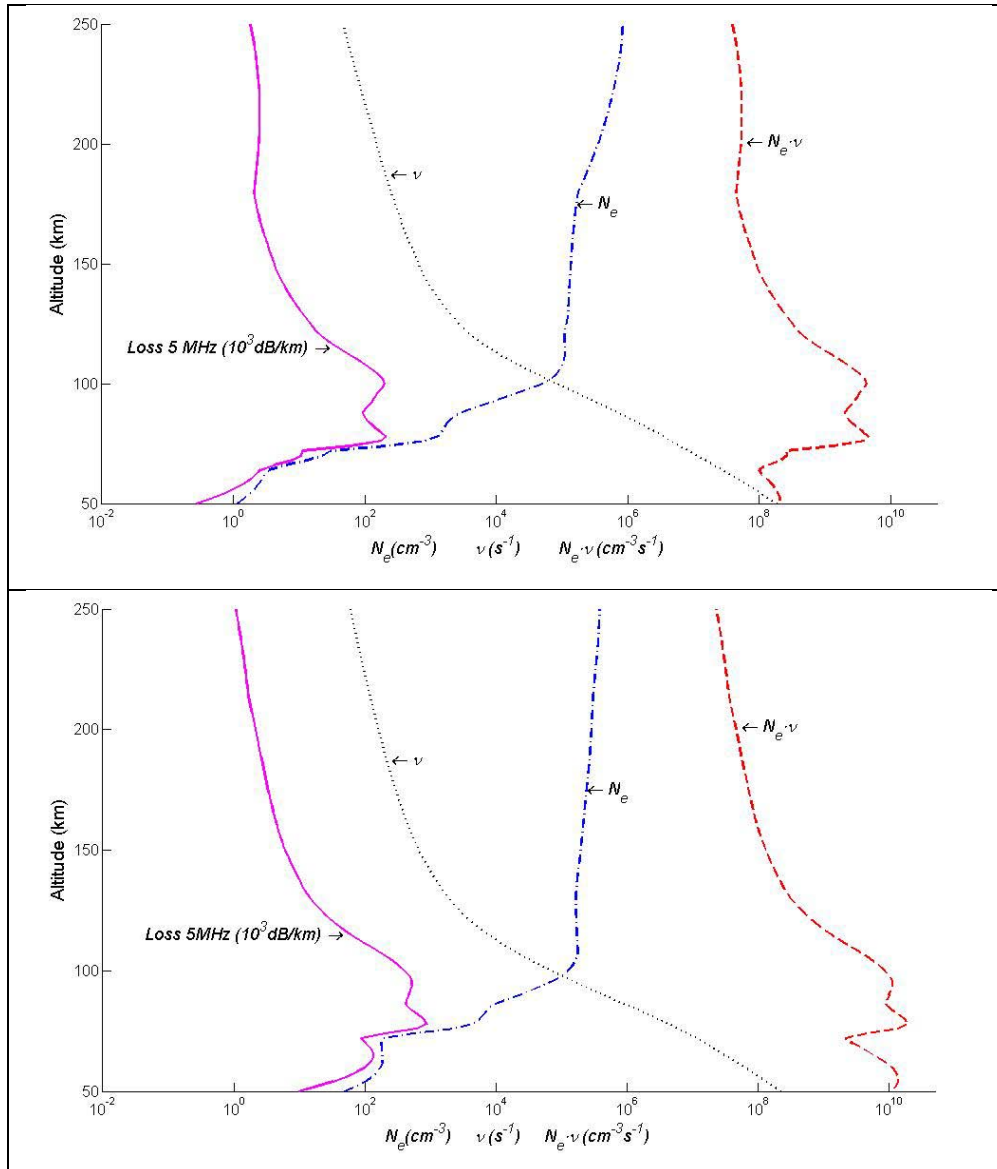 250
200
150
100
50
Altitude (km)
← ν
← Nₑ
← Nₑ·ν
Loss 5 MHz (10³dB/km) →
10⁻² 10⁰ 10² 10⁴ 10⁶ 10⁸ 10¹⁰
Nₑ(cm⁻³) ν (s⁻¹) Nₑ·ν (cm⁻³s⁻¹)
250
200
150
100
50
Altitude (km)
← ν
← Nₑ
← Nₑ·ν
Loss 5MHz (10³dB/km) →
10⁻² 10⁰ 10² 10⁴ 10⁶ 10⁸ 10¹⁰
Nₑ(cm⁻³) ν (s⁻¹) Nₑ·ν (cm⁻³s⁻¹)